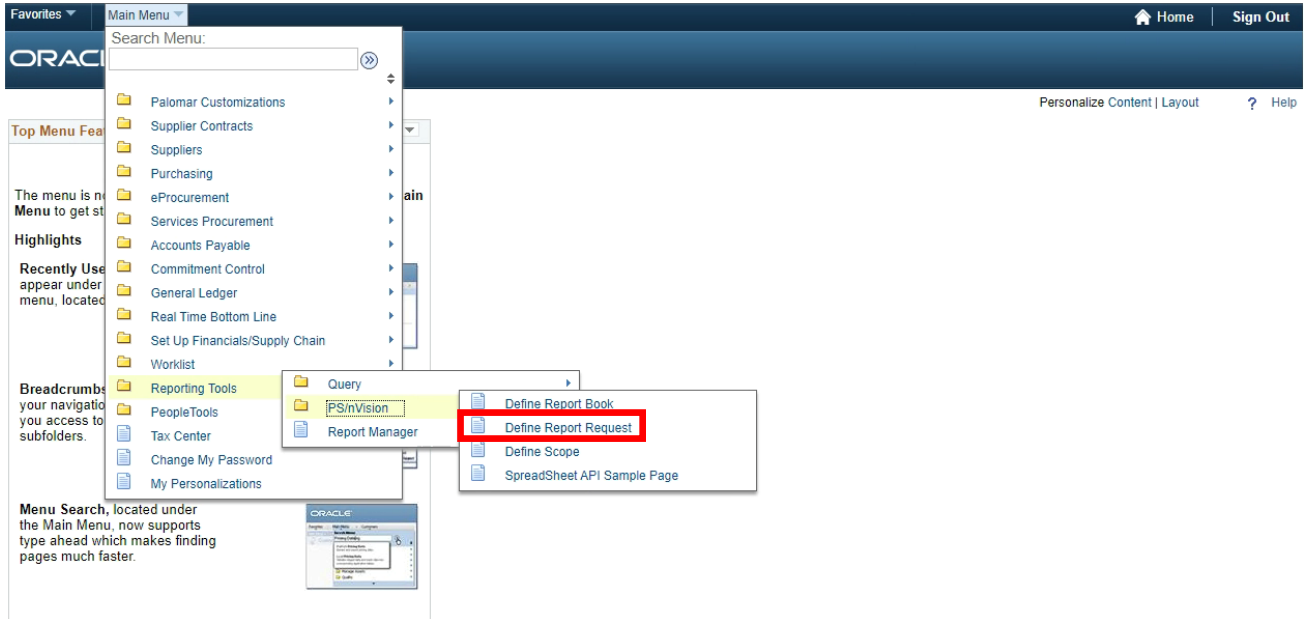 Favorites
Main Menu
Home
Sign Out
ORACL
Search Menu:
Personalize Content | Layout
? Help
Top Menu Fea
Palomar Customizations
Supplier Contracts
Suppliers
Purchasing
eProcurement
Services Procurement
Accounts Payable
Commitment Control
General Ledger
Real Time Bottom Line
Set Up Financials/Supply Chain
Worklist
Reporting Tools
PeopleTools
Tax Center
Change My Password
My Personalizations
Query
PS/nVision
Report Manager
Define Report Book
Define Report Request
Define Scope
SpreadSheet API Sample Page
The menu is n
ain
Menu to get st
Highlights
Recently Use
appear under
menu, located
Breadcrumbs
your navigatio
you access to
subfolders.
Menu Search, located under
the Main Menu, now supports
type ahead which makes finding
pages much faster.
ORACLE